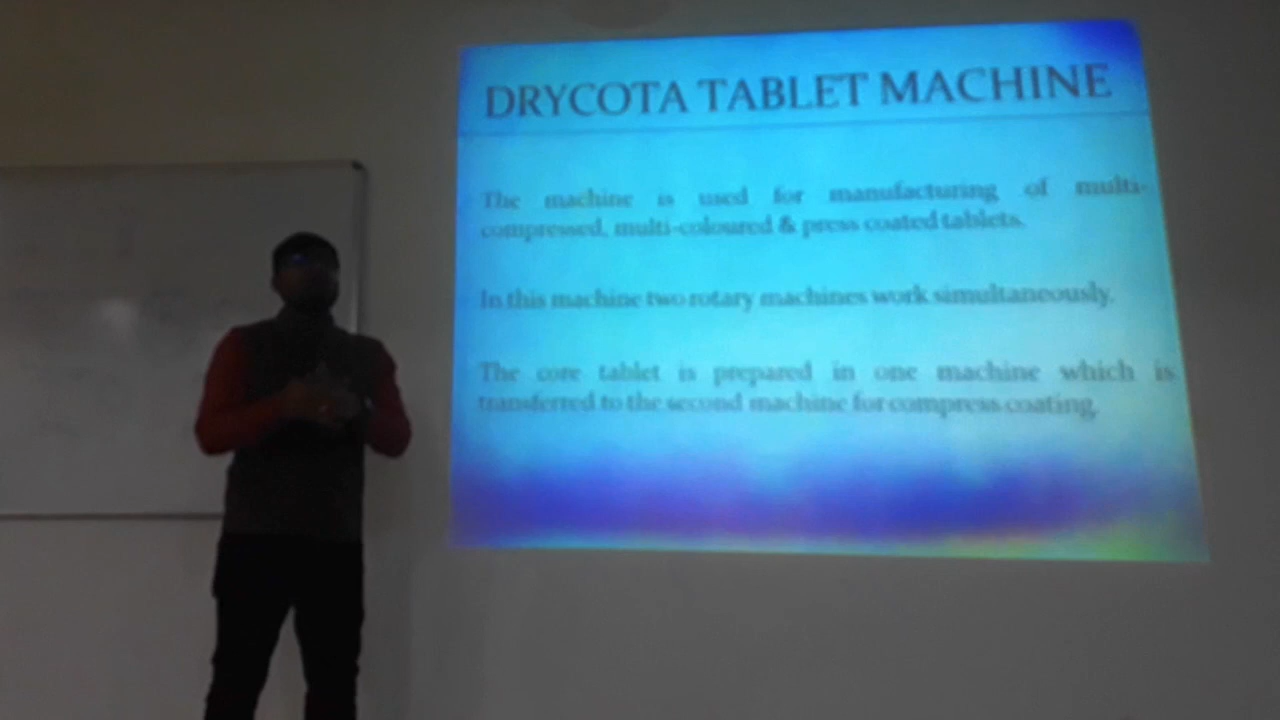 DRYCOTA TABLET MACHINE
The machine is used for manufacturing of multi-
compressed, multi-coloured & press coated tablets.
In this machine two rotary machines work simultaneously.
The core tablet is prepared in one machine which is
transferred to the second machine for compress coating.